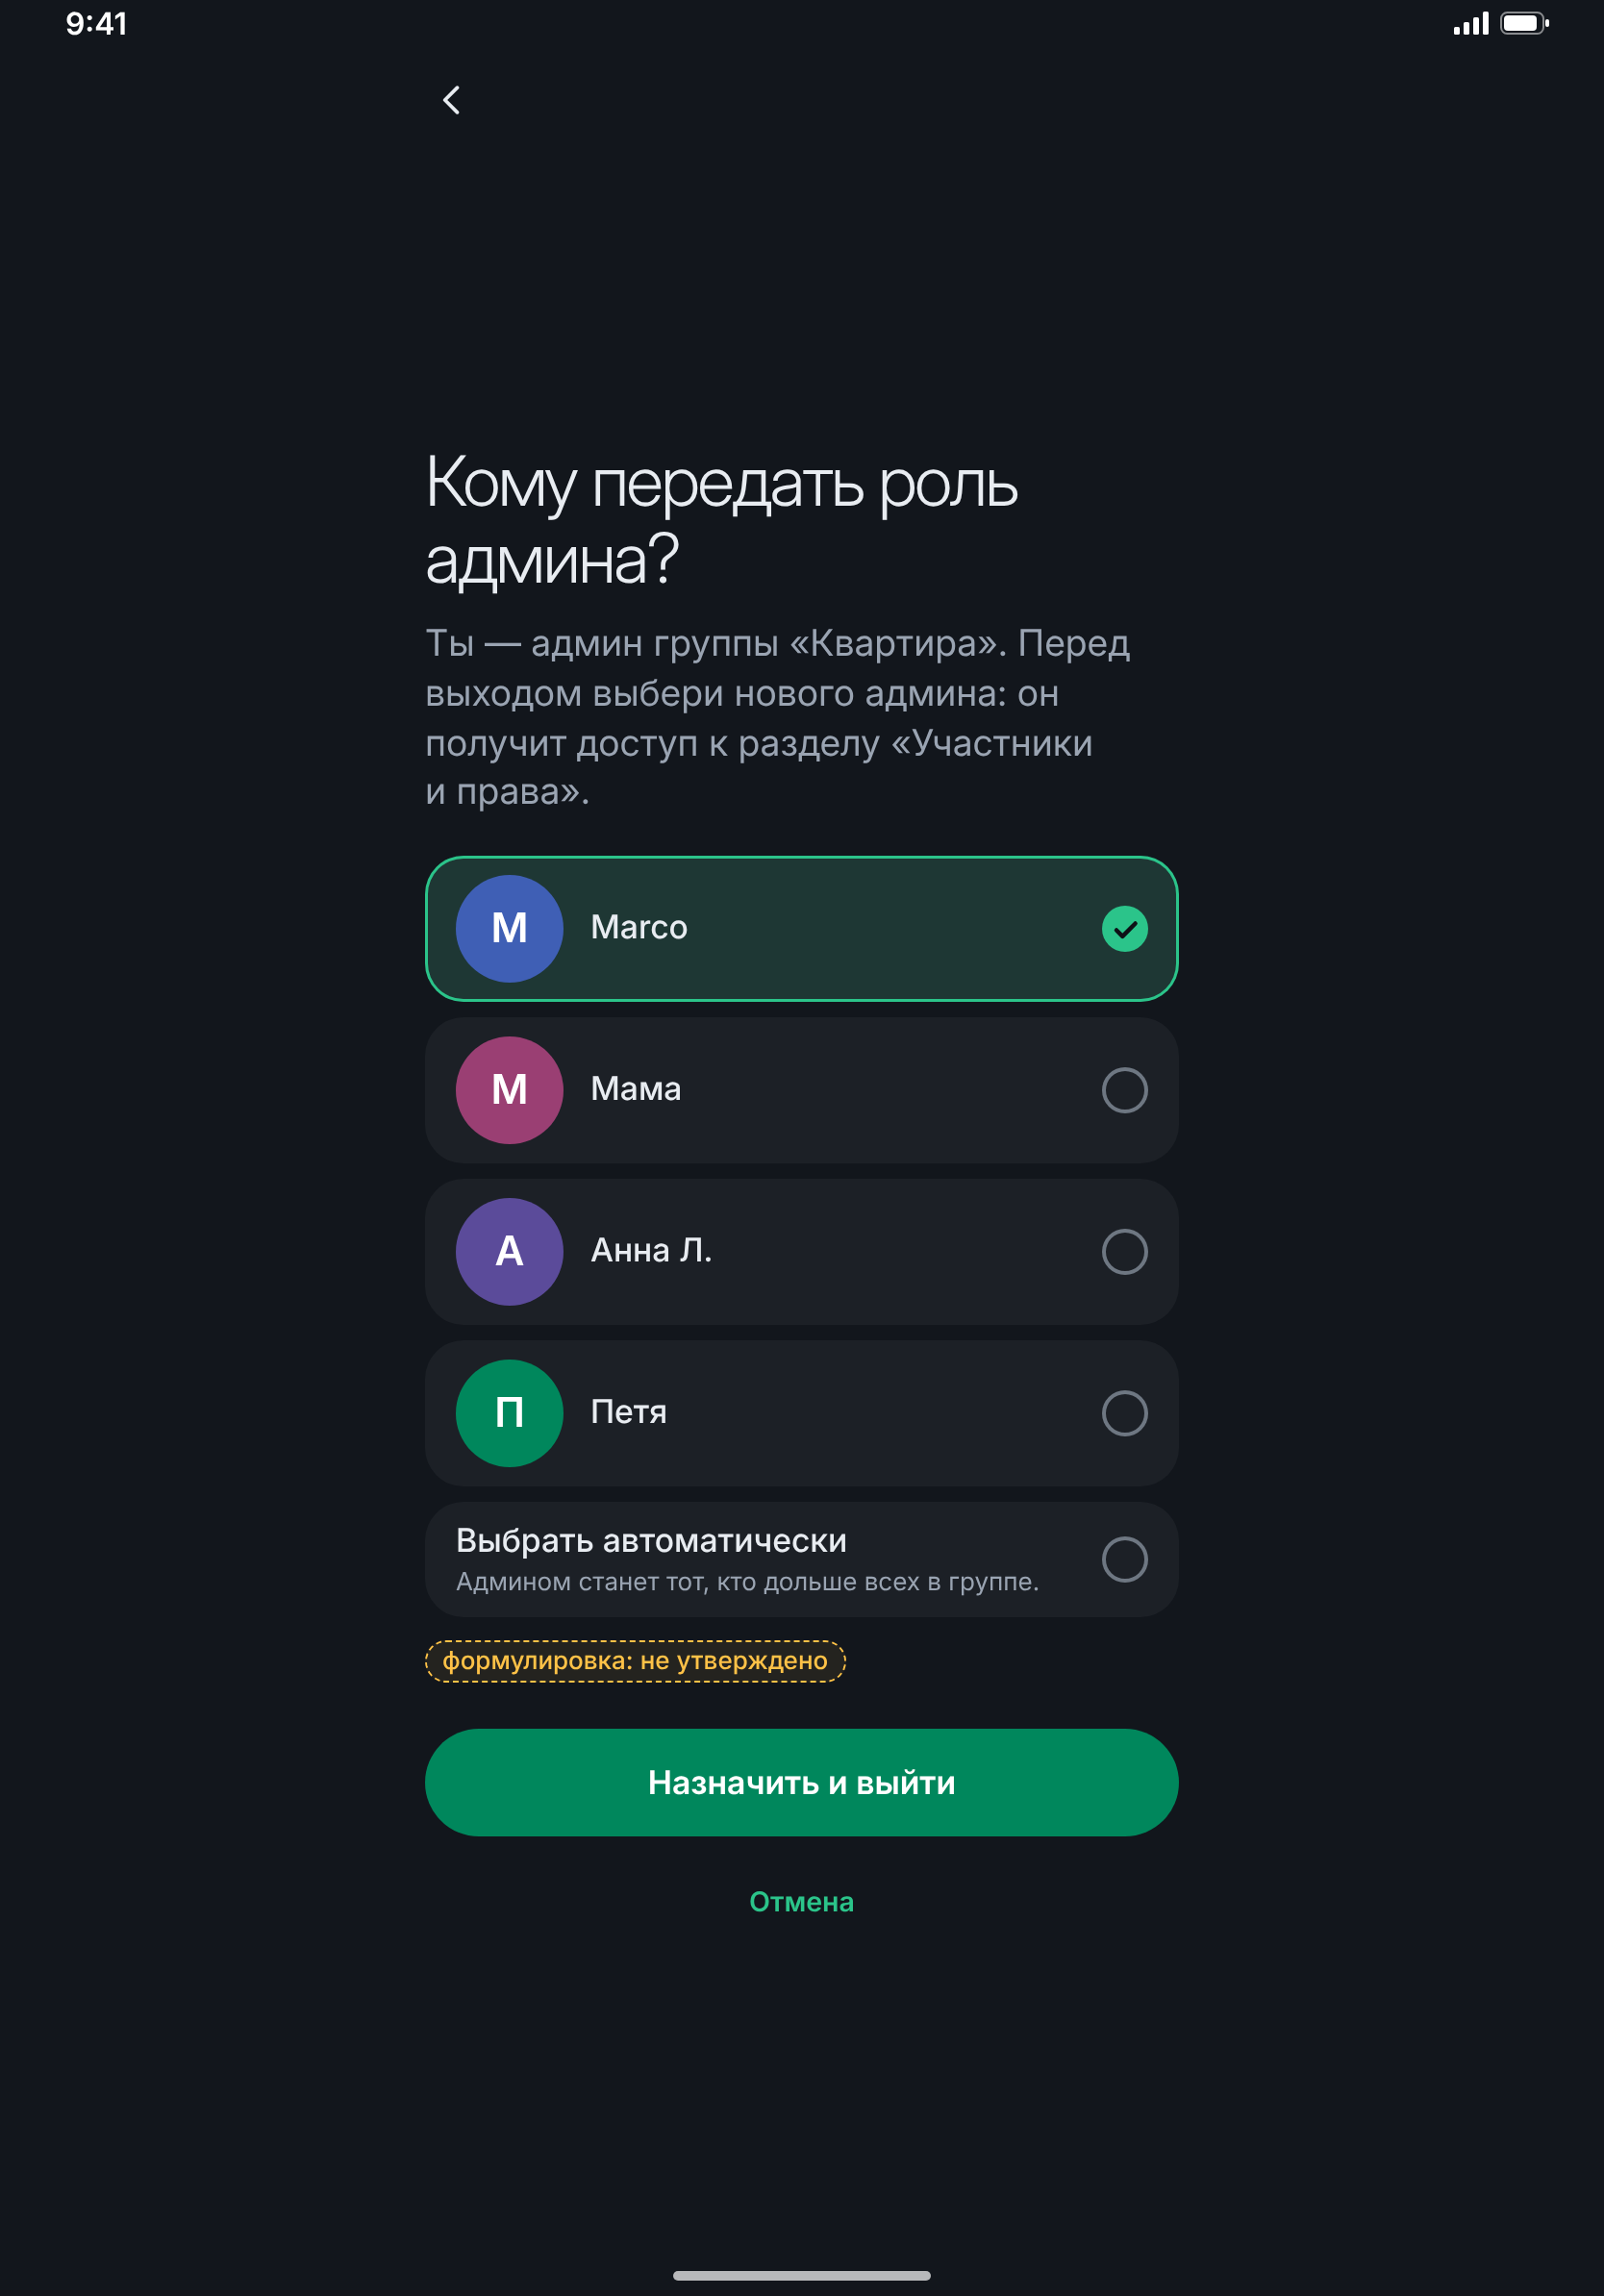 9:41
Кому передать роль
админа?
Ты — админ группы «Квартира». Перед
выходом выбери нового админа: он
получит доступ к разделу «Участники
и права».
М
Marco
М
Мама
А
Анна Л.
П
Петя
Выбрать автоматически
Админом станет тот, кто дольше всех в группе.
формулировка: не утверждено
Назначить и выйти
Отмена